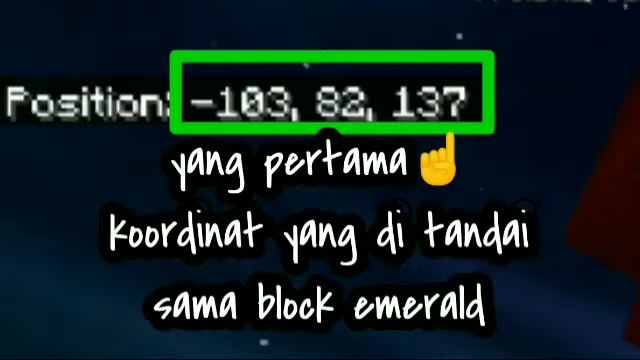 Position: -103, 82, 137
yang pertama☝
koordinat yang di tandai
sama block emerald